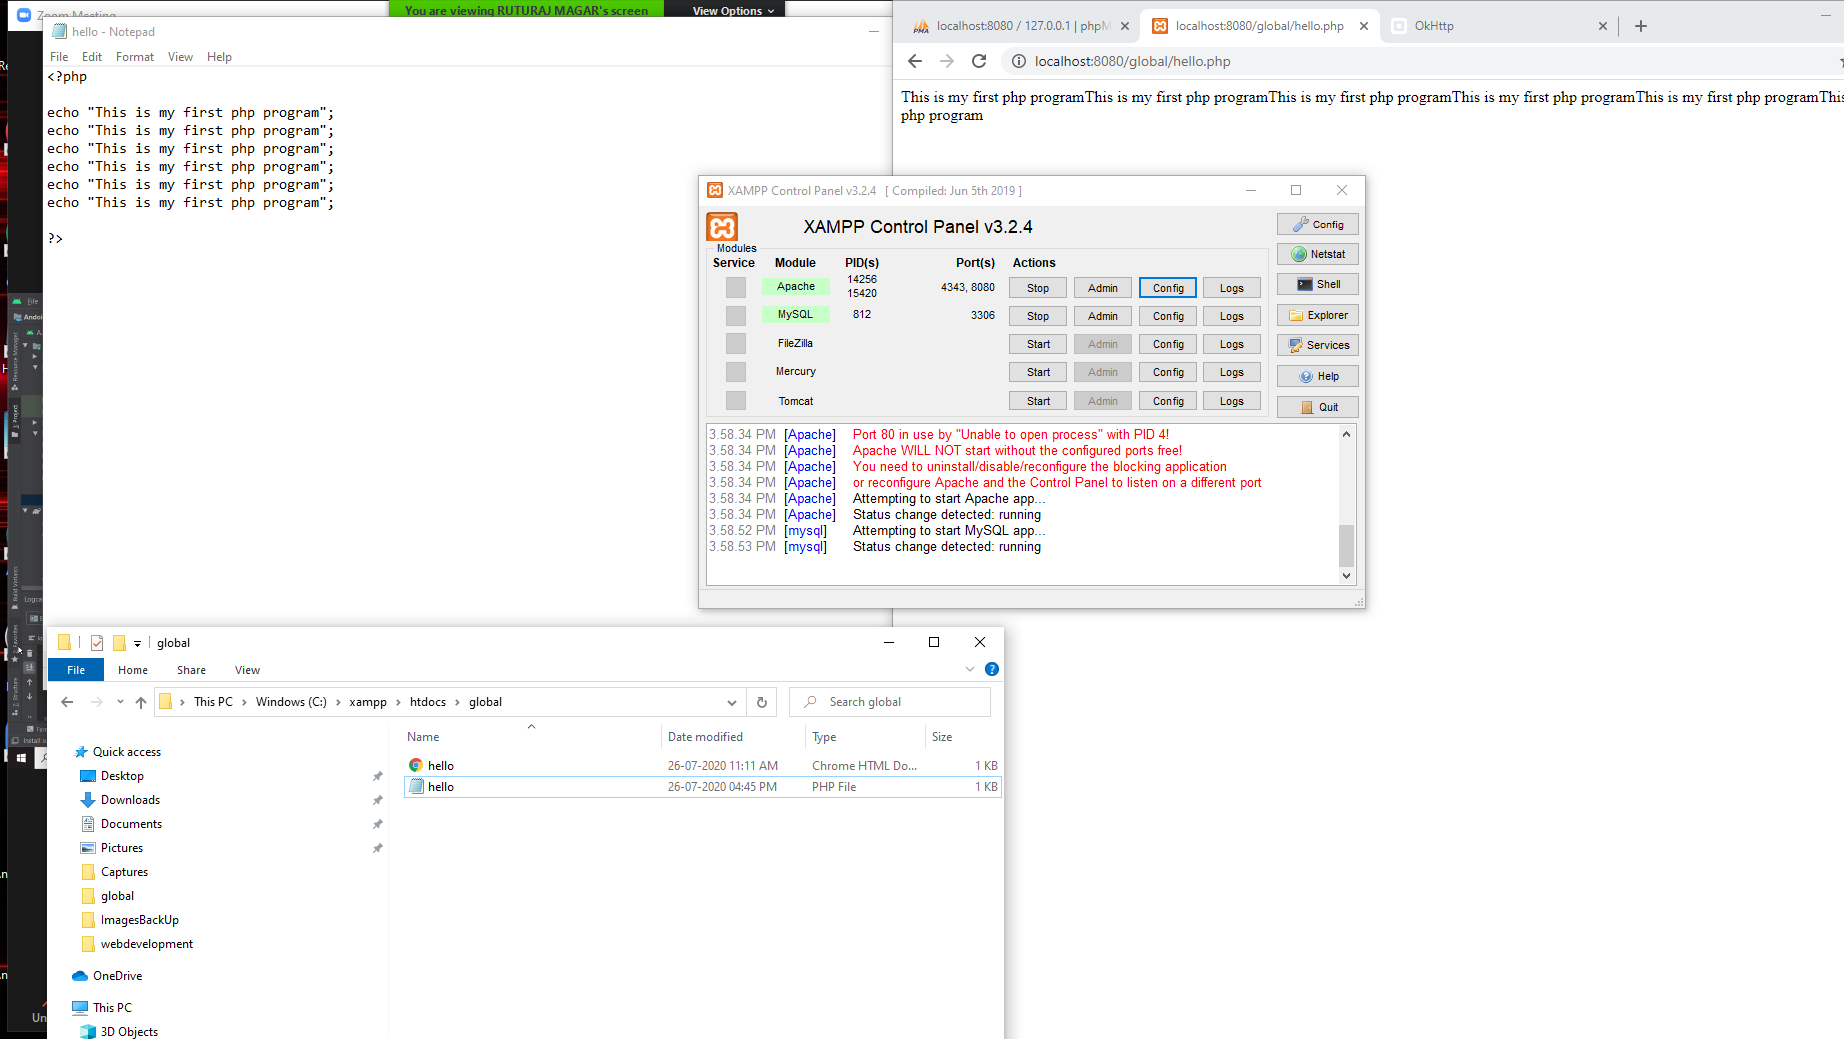 Zoom Meeting
You are viewing RUTURAJ MAGAR's screen
View Options
hello - Notepad
File Edit Format View Help
<?php
echo "This is my first php program";
echo "This is my first php program";
echo "This is my first php program";
echo "This is my first php program";
echo "This is my first php program";
echo "This is my first php program";
?>
localhost:8080 / 127.0.0.1 | phpM
localhost:8080/global/hello.php
OkHttp
localhost:8080/global/hello.php
This is my first php programThis is my first php programThis is my first php programThis is my first php programThis is my first php programThis
php program
XAMPP Control Panel v3.2.4 [ Compiled: Jun 5th 2019 ]
XAMPP Control Panel v3.2.4
Config
Modules
Service Module PID(s) Port(s) Actions
Netstat
Apache 14256 15420 4343, 8080 Stop Admin Config Logs
Shell
MySQL 812 3306 Stop Admin Config Logs
Explorer
FileZilla Start Admin Config Logs
Services
Mercury Start Admin Config Logs
Help
Tomcat Start Admin Config Logs
Quit
3.58.34 PM [Apache] Port 80 in use by "Unable to open process" with PID 4!
3.58.34 PM [Apache] Apache WILL NOT start without the configured ports free!
3.58.34 PM [Apache] You need to uninstall/disable/reconfigure the blocking application
3.58.34 PM [Apache] or reconfigure Apache and the Control Panel to listen on a different port
3.58.34 PM [Apache] Attempting to start Apache app...
3.58.34 PM [Apache] Status change detected: running
3.58.52 PM [mysql] Attempting to start MySQL app...
3.58.53 PM [mysql] Status change detected: running
global
File Home Share View
This PC > Windows (C:) > xampp > htdocs > global
Search global
Name Date modified Type Size
hello 26-07-2020 11:11 AM Chrome HTML Do... 1 KB
hello 26-07-2020 04:45 PM PHP File 1 KB
Quick access
Desktop
Downloads
Documents
Pictures
Captures
global
ImagesBackUp
webdevelopment
OneDrive
This PC
3D Objects
File
Resource Manager
1: Project
Build Variants
Logca
Un